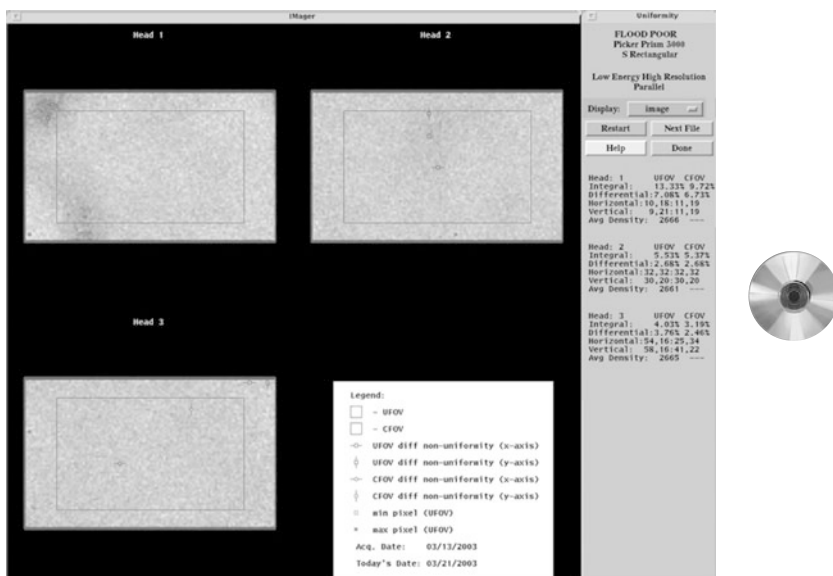 IMager
Uniformity
Head 1
Head 2
FLOOD POOR
Picker Prism 3000
S Rectangular
Low Energy High Resolution
Parallel
Display: image
Restart Next File
Help Done
Head: 1 UFOV CFOV
Integral: 13.33% 9.72%
Differential:7.08% 6.73%
Horizontal:10,18:11,19
Vertical: 9,21:11,19
Avg Density: 2666 ---
Head: 2 UFOV CFOV
Integral: 5.53% 5.37%
Differential:2.68% 2.68%
Horizontal:32,32:32,32
Vertical: 30,20:30,20
Avg Density: 2661 ---
Head 3
Head: 3 UFOV CFOV
Integral: 4.03% 3.19%
Differential:3.76% 2.46%
Horizontal:54,16:25,34
Vertical: 58,16:41,22
Avg Density: 2665 ---
Legend:
- UFOV
- CFOV
UFOV diff non-uniformity (x-axis)
UFOV diff non-uniformity (y-axis)
CFOV diff non-uniformity (x-axis)
CFOV diff non-uniformity (y-axis)
min pixel (UFOV)
max pixel (UFOV)
Acq. Date: 03/13/2003
Today's Date: 03/21/2003